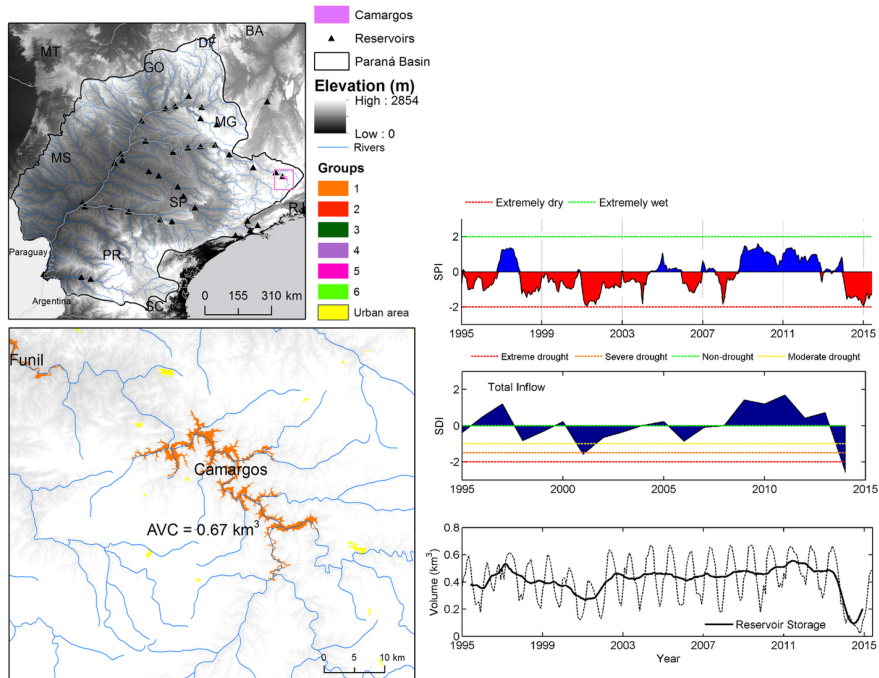 MT
BA
DF
GO
MG
MS
SP
R
PR
Paraguay
Argentina
SC
0 155 310 km
Camargos
Reservoirs
Paraná Basin
Elevation (m)
High : 2854
Low : 0
Rivers
Groups
1
2
3
4
5
6
Urban area
Funil
Camargos
AVC = 0.67 km³
0 5 10 km
Extremely dry Extremely wet
SPI
2
0
-2
1995 1999 2003 2007 2011 2015
Extreme drought Severe drought Non-drought Moderate drought
Total Inflow
SDI
2
0
-2
1995 2000 2005 2010 2015
Volume (km³)
0.8
0.6
0.4
0.2
0
Reservoir Storage
1995 1999 2003 2007 2011 2015
Year